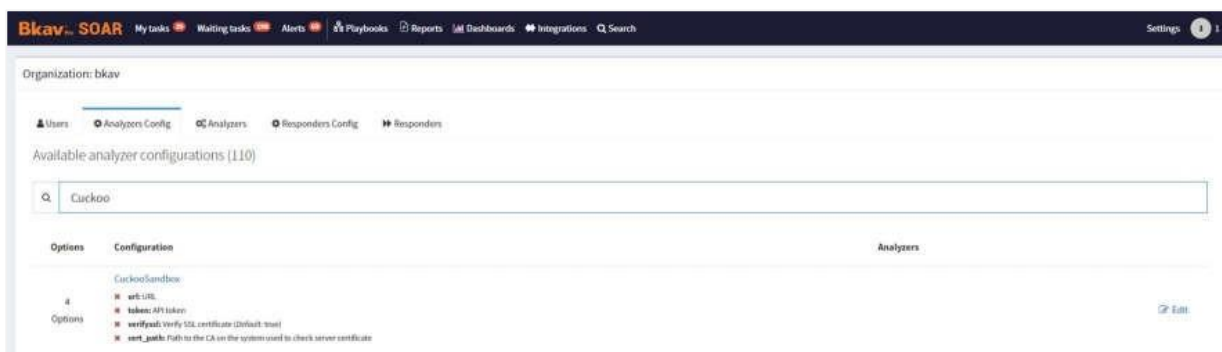 Bkav SOAR My tasks Waiting tasks Alerts Playbooks Reports Dashboards Integrations Search Settings
Organization: bkav
Users Analyzers Config Analyzers Responders Config Responders
Available analyzer configurations (110)
Cuckoo
Options Configuration Analyzers
CuckooSandbox
url: URL
4 Options
token: API token
verifyssl: Verify SSL certificate (Default: true)
cert_path: Path to the CA on the system used to check server certificate
Edit